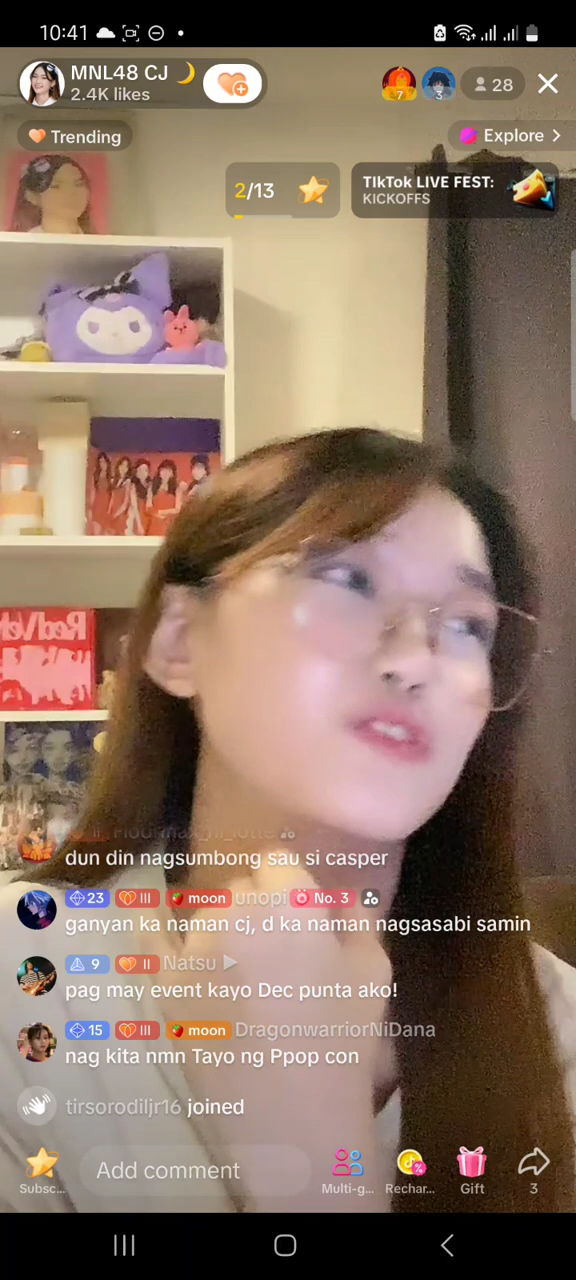 10:41
MNL48 CJ 🌙
2.4K likes
7
3
28
Trending
Explore >
2/13
TikTok LIVE FEST:
KICKOFFS
RedVel
dun din nagsumbong sau si casper
23 III moon unopi No. 3
ganyan ka naman cj, d ka naman nagsasabi samin
9 II Natsu ▶
pag may event kayo Dec punta ako!
15 III moon DragonwarriorNiDana
nag kita nmn Tayo ng Ppop con
tirsorodiljr16 joined
Add comment
Subsc...
Multi-g...
Rechar...
Gift
3